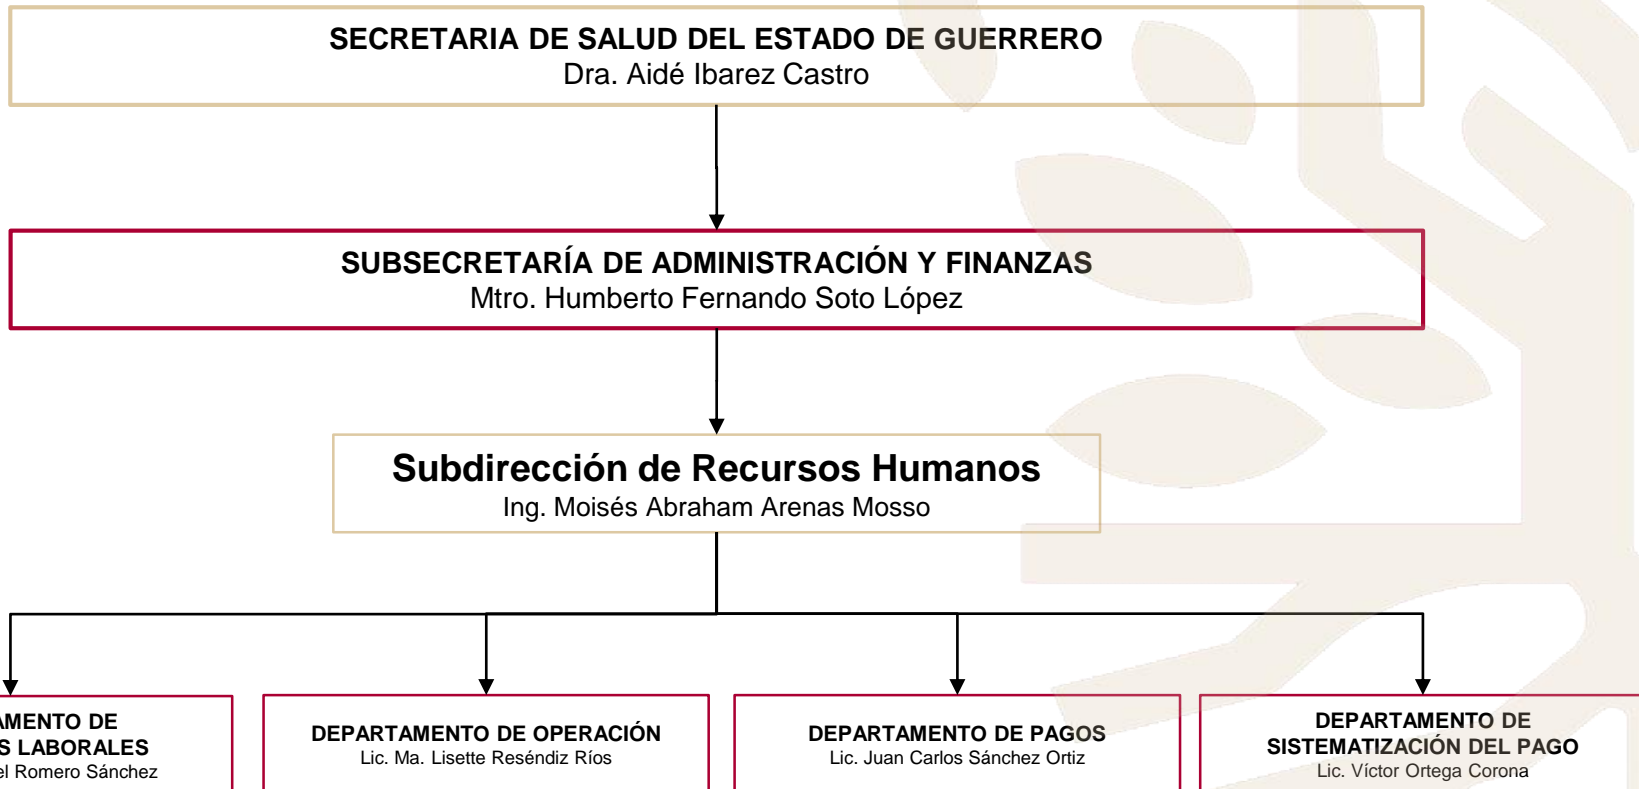 SECRETARIA DE SALUD DEL ESTADO DE GUERRERO
Dra. Aidé Ibarez Castro
SUBSECRETARÍA DE ADMINISTRACIÓN Y FINANZAS
Mtro. Humberto Fernando Soto López
Subdirección de Recursos Humanos
Ing. Moisés Abraham Arenas Mosso
AMENTO DE
S LABORALES
el Romero Sánchez
DEPARTAMENTO DE OPERACIÓN
Lic. Ma. Lisette Reséndiz Ríos
DEPARTAMENTO DE PAGOS
Lic. Juan Carlos Sánchez Ortiz
DEPARTAMENTO DE
SISTEMATIZACIÓN DEL PAGO
Lic. Víctor Ortega Corona